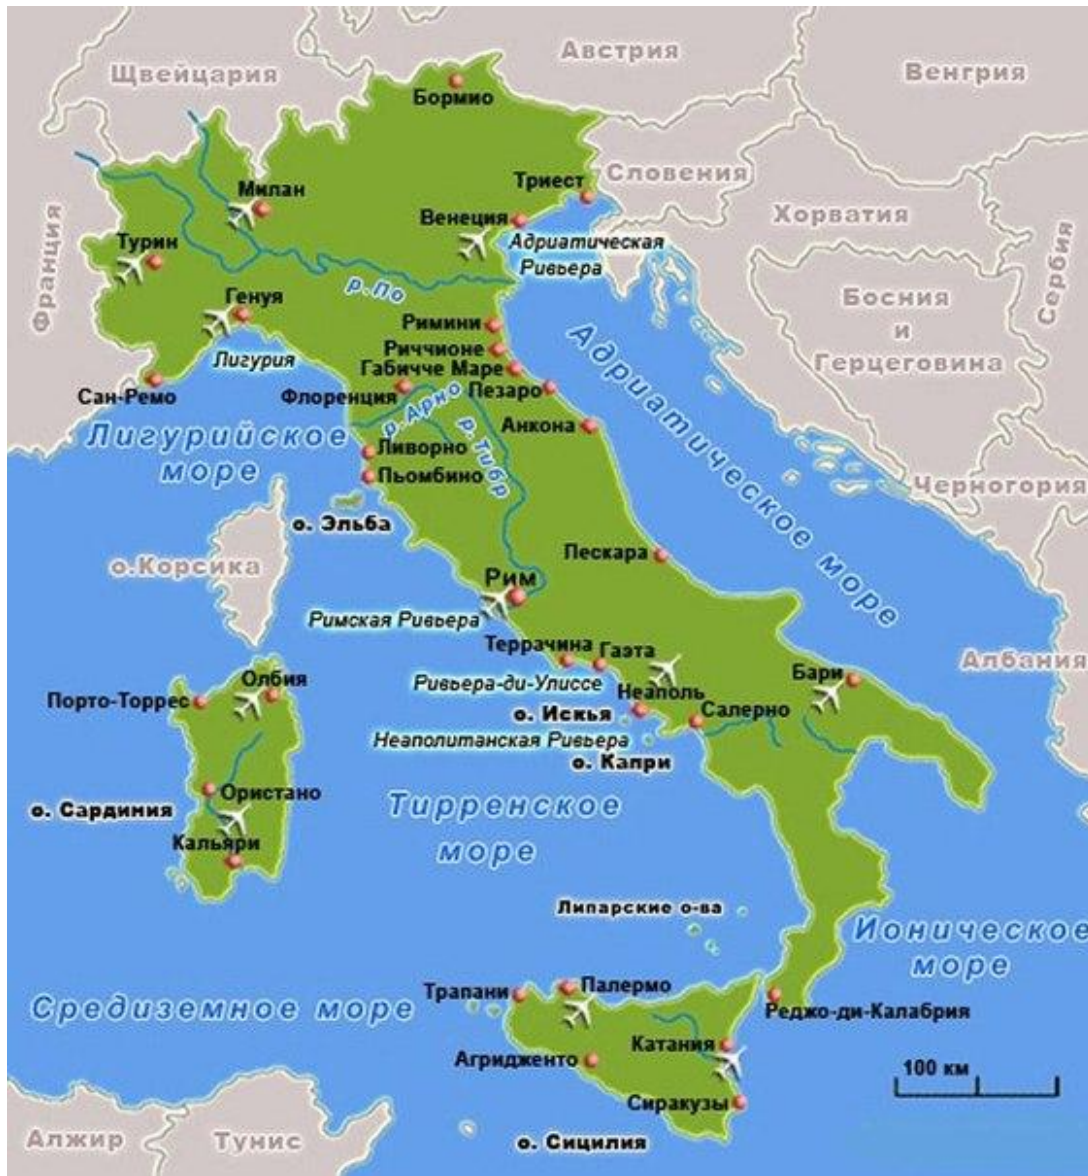 Австрия
Щвейцария
Венгрия
Бормио
Словения
Триест
Милан
Хорватия
Венеция
Франция
Адриатическая
Ривьера
Турин
Сербия
р.По
Генуя
Босния
и
Герцеговина
Римини
Риччионе
Лигурия
Габичче Маре
Сан-Ремо
Флоренция
р.Арно
Пезаро
Адриатическое море
Анкона
Лигурийское
море
Ливорно
р.Тибр
Пьомбино
Черногория
о. Эльба
Пескара
о.Корсика
Рим
Римская Ривьера
Террачина
Гаэта
Албания
Бари
Олбия
Ривьера-ди-Улиссе
Порто-Торрес
Неаполь
о. Искья
Салерно
Неаполитанская Ривьера
о. Капри
Ористано
о. Сардиния
Тирренское
море
Кальяри
Липарские о-ва
Ионическое
море
Трапани
Палермо
Средиземное море
Реджо-ди-Калабрия
Катания
Агридженто
100 км
Сиракузы
Алжир
Тунис
о. Сицилия